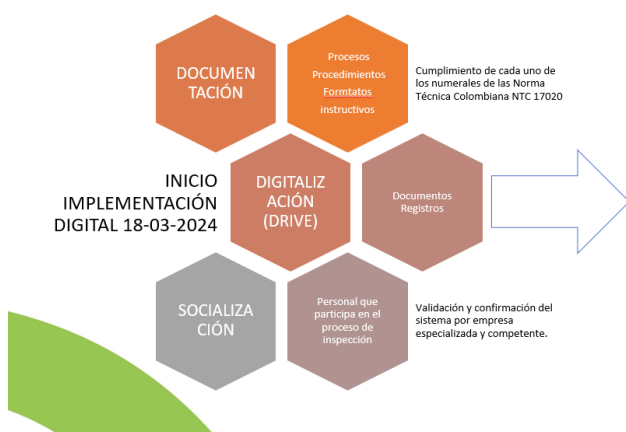 DOCUMEN
TACIÓN
Procesos
Procedimientos
Formtatos
instructivos
Cumplimiento de cada uno de
los numerales de las Norma
Técnica Colombiana NTC 17020
INICIO
IMPLEMENTACIÓN
DIGITAL 18-03-2024
DIGITALIZ
ACIÓN
(DRIVE)
Documentos
Registros
SOCIALIZA
CIÓN
Personal que
participa en el
proceso de
inspección
Validación y confirmación del
sistema por empresa
especializada y competente.